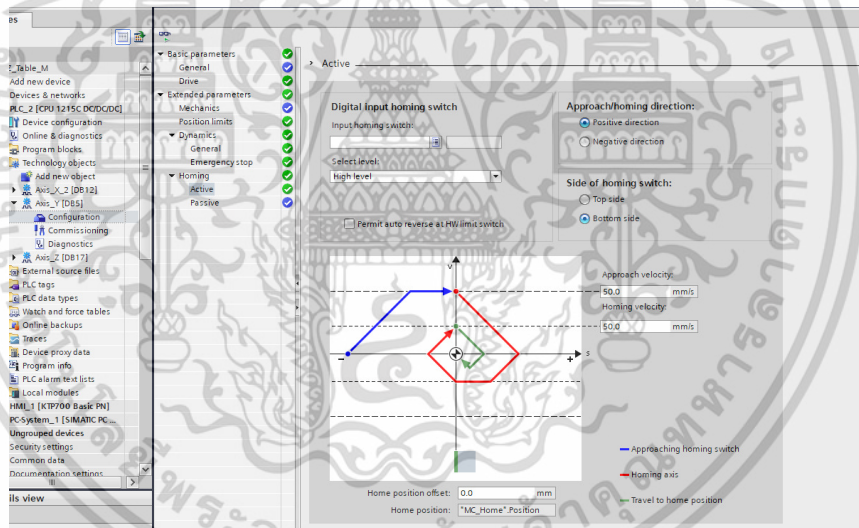 es
_Table_M
Add new device
Devices & networks
PLC_2 [CPU 1215C DC/DC/DC]
Device configuration
Online & diagnostics
Program blocks
Technology objects
Add new object
Axis_X_2 [DB12]
Axis_Y [DB5]
Configuration
Commissioning
Diagnostics
Axis_Z [DB17]
External source files
PLC tags
PLC data types
Watch and force tables
Online backups
Traces
Device proxy data
Program info
PLC alarm text lists
Local modules
HMI_1 [KTP700 Basic PN]
PC-System_1 [SIMATIC PC ...
Ungrouped devices
Security settings
Common data
Documentation settings
ils view
Basic parameters
General
Drive
Extended parameters
Mechanics
Position limits
Dynamics
General
Emergency stop
Homing
Active
Passive
Active
Digital input homing switch
Input homing switch:
Select level:
High level
Permit auto reverse at HW limit switch
Approach/homing direction:
Positive direction
Negative direction
Side of homing switch:
Top side
Bottom side
v
- + s
Approach velocity:
50.0 mm/s
Homing velocity:
50.0 mm/s
Approaching homing switch
Homing axis
Travel to home position
Home position offset: 0.0 mm
Home position: "MC_Home".Position